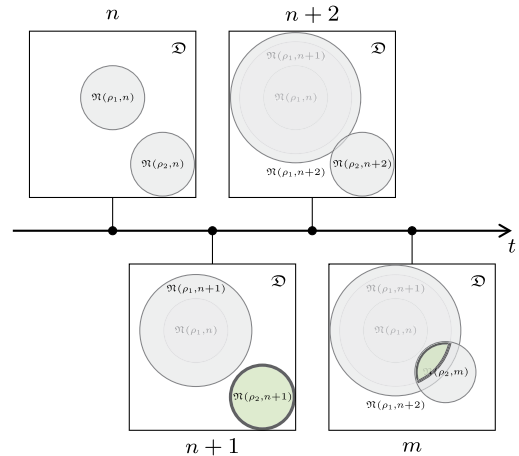 n
n + 2
𝔇
𝔑(ρ₁,n)
𝔑(ρ₂,n)
𝔇
𝔑(ρ₁,n+1)
𝔑(ρ₁,n)
𝔑(ρ₂,n+2)
𝔑(ρ₁,n+2)
t
𝔇
𝔑(ρ₁,n+1)
𝔑(ρ₁,n)
𝔑(ρ₂,n+1)
𝔇
𝔑(ρ₁,n+1)
𝔑(ρ₁,n)
𝔑(ρ₂,m)
𝔑(ρ₁,n+2)
n + 1
m